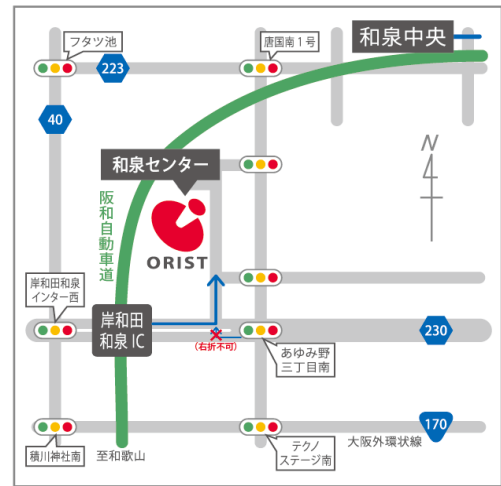 フタツ池
唐国南１号
和泉中央
223
40
和泉センター
N
阪和自動車道
ORIST
岸和田和泉
インター西
岸和田
和泉 IC
(右折不可)
あゆみ野
三丁目南
230
積川神社南
至和歌山
テクノ
ステージ南
大阪外環状線
170